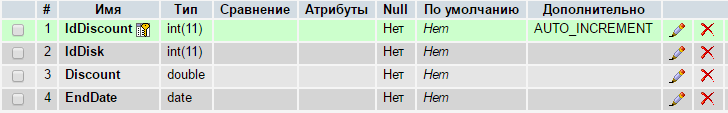 # Имя Тип Сравнение Атрибуты Null По умолчанию Дополнительно
1 IdDiscount int(11) Нет Нет AUTO_INCREMENT
2 IdDisk int(11) Нет Нет
3 Discount double Нет Нет
4 EndDate date Нет Нет